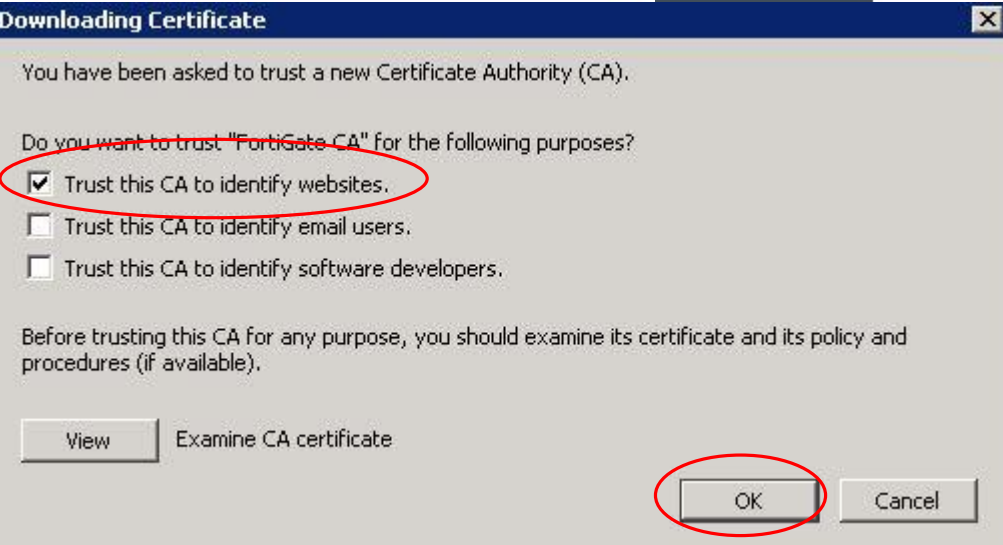 Downloading Certificate
You have been asked to trust a new Certificate Authority (CA).
Do you want to trust "FortiGate CA" for the following purposes?
Trust this CA to identify websites.
Trust this CA to identify email users.
Trust this CA to identify software developers.
Before trusting this CA for any purpose, you should examine its certificate and its policy and
procedures (if available).
View Examine CA certificate
OK Cancel